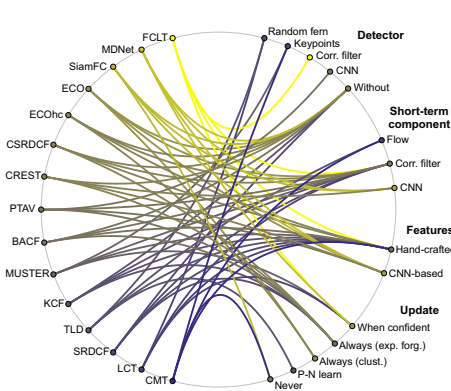 FCLT
MDNet
SiamFC
ECO
ECOhc
CSRDCF
CREST
PTAV
BACF
MUSTER
KCF
TLD
SRDCF
LCT
CMT
Detector
Random fern
Keypoints
Corr. filter
CNN
Without
Short-term
component
Flow
Corr. filter
CNN
Features
Hand-crafted
CNN-based
Update
When confident
Always (exp. forg.)
Always (clust.)
P-N learn
Never